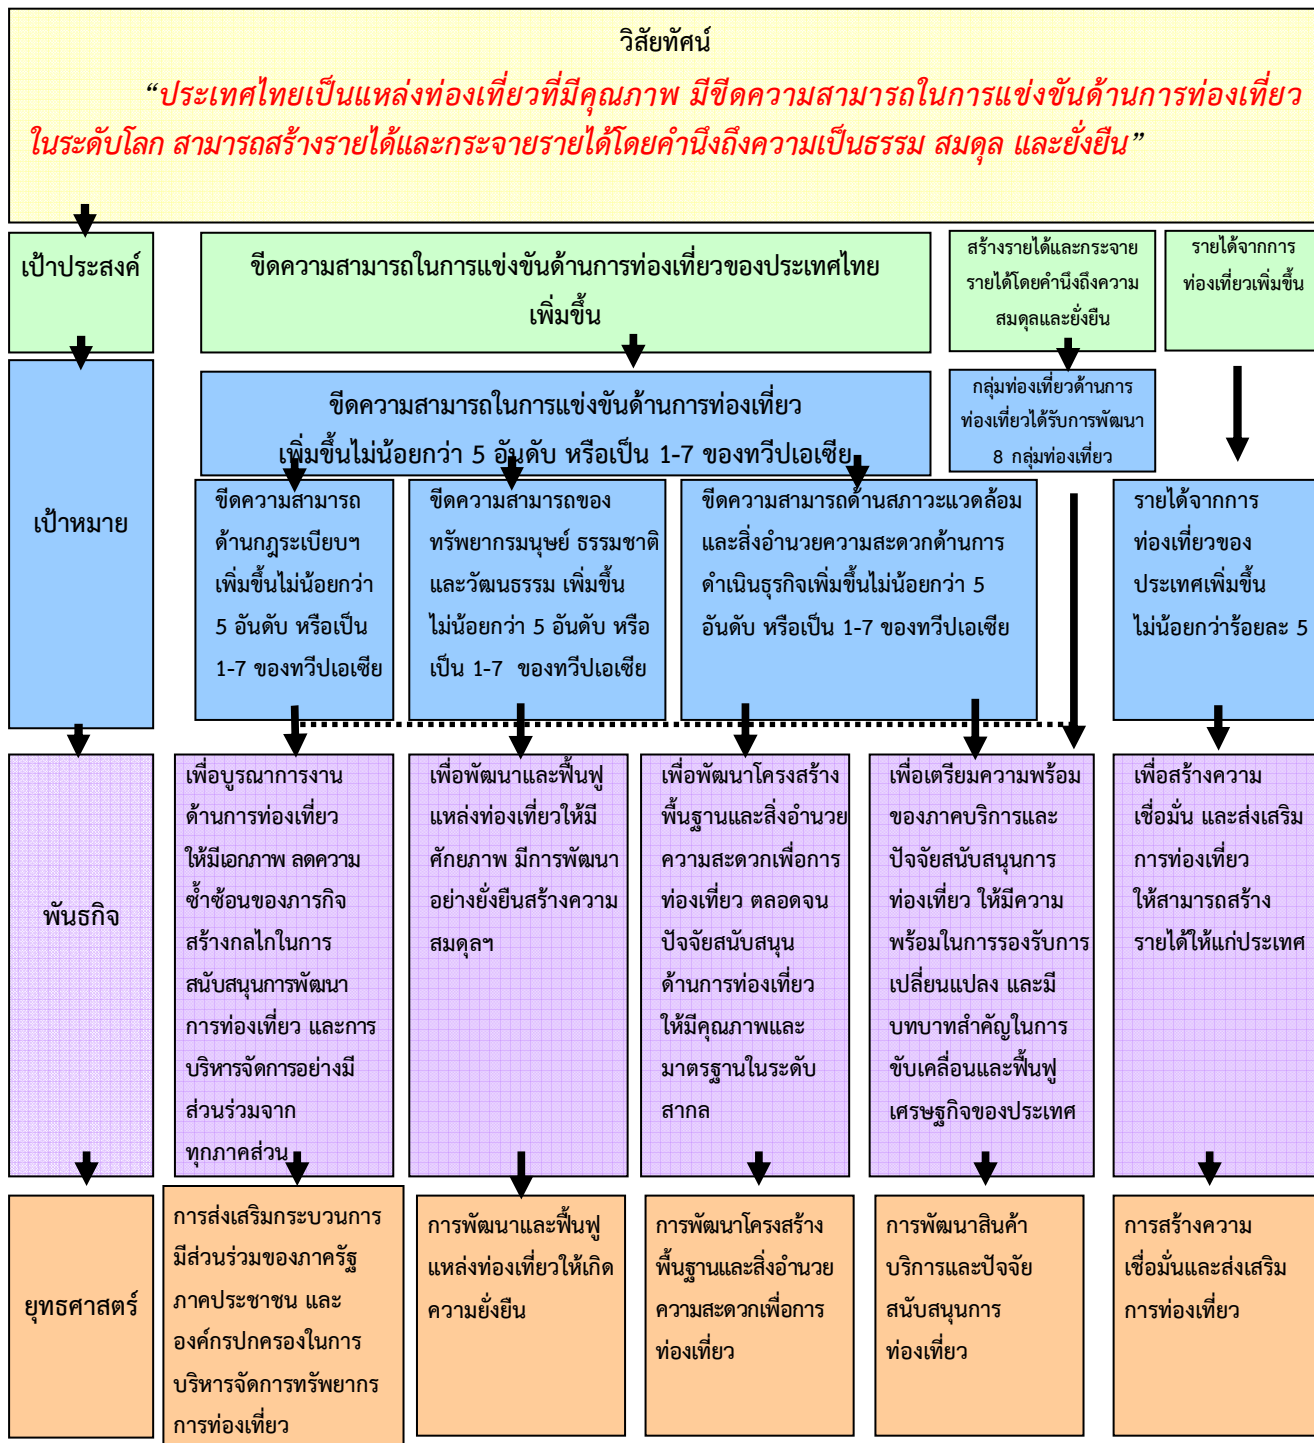 วิสัยทัศน์
“ประเทศไทยเป็นแหล่งท่องเที่ยวที่มีคุณภาพ มีขีดความสามารถในการแข่งขันด้านการท่องเที่ยว
ในระดับโลก สามารถสร้างรายได้และกระจายรายได้โดยคำนึงถึงความเป็นธรรม สมดุล และยั่งยืน”
เป้าประสงค์
ขีดความสามารถในการแข่งขันด้านการท่องเที่ยวของประเทศไทย
เพิ่มขึ้น
สร้างรายได้และกระจาย
รายได้โดยคำนึงถึงความ
สมดุลและยั่งยืน
รายได้จากการ
ท่องเที่ยวเพิ่มขึ้น
เป้าหมาย
ขีดความสามารถในการแข่งขันด้านการท่องเที่ยว
เพิ่มขึ้นไม่น้อยกว่า 5 อันดับ หรือเป็น 1-7 ของทวีปเอเซีย
กลุ่มท่องเที่ยวด้านการ
ท่องเที่ยวได้รับการพัฒนา
8 กลุ่มท่องเที่ยว
ขีดความสามารถ
ด้านกฎระเบียบฯ
เพิ่มขึ้นไม่น้อยกว่า
5 อันดับ หรือเป็น
1-7 ของทวีปเอเซีย
ขีดความสามารถของ
ทรัพยากรมนุษย์ ธรรมชาติ
และวัฒนธรรม เพิ่มขึ้น
ไม่น้อยกว่า 5 อันดับ หรือ
เป็น 1-7 ของทวีปเอเซีย
ขีดความสามารถด้านสภาวะแวดล้อม
และสิ่งอำนวยความสะดวกด้านการ
ดำเนินธุรกิจเพิ่มขึ้นไม่น้อยกว่า 5
อันดับ หรือเป็น 1-7 ของทวีปเอเซีย
รายได้จากการ
ท่องเที่ยวของ
ประเทศเพิ่มขึ้น
ไม่น้อยกว่าร้อยละ 5
พันธกิจ
เพื่อบูรณาการงาน
ด้านการท่องเที่ยว
ให้มีเอกภาพ ลดความ
ซ้ำซ้อนของภารกิจ
สร้างกลไกในการ
สนับสนุนการพัฒนา
การท่องเที่ยว และการ
บริหารจัดการอย่างมี
ส่วนร่วมจาก
ทุกภาคส่วน
เพื่อพัฒนาและฟื้นฟู
แหล่งท่องเที่ยวให้มี
ศักยภาพ มีการพัฒนา
อย่างยั่งยืนสร้างความ
สมดุลฯ
เพื่อพัฒนาโครงสร้าง
พื้นฐานและสิ่งอำนวย
ความสะดวกเพื่อการ
ท่องเที่ยว ตลอดจน
ปัจจัยสนับสนุน
ด้านการท่องเที่ยว
ให้มีคุณภาพและ
มาตรฐานในระดับ
สากล
เพื่อเตรียมความพร้อม
ของภาคบริการและ
ปัจจัยสนับสนุนการ
ท่องเที่ยว ให้มีความ
พร้อมในการรองรับการ
เปลี่ยนแปลง และมี
บทบาทสำคัญในการ
ขับเคลื่อนและฟื้นฟู
เศรษฐกิจของประเทศ
เพื่อสร้างความ
เชื่อมั่น และส่งเสริม
การท่องเที่ยว
ให้สามารถสร้าง
รายได้ให้แก่ประเทศ
ยุทธศาสตร์
การส่งเสริมกระบวนการ
มีส่วนร่วมของภาครัฐ
ภาคประชาชน และ
องค์กรปกครองในการ
บริหารจัดการทรัพยากร
การท่องเที่ยว
การพัฒนาและฟื้นฟู
แหล่งท่องเที่ยวให้เกิด
ความยั่งยืน
การพัฒนาโครงสร้าง
พื้นฐานและสิ่งอำนวย
ความสะดวกเพื่อการ
ท่องเที่ยว
การพัฒนาสินค้า
บริการและปัจจัย
สนับสนุนการ
ท่องเที่ยว
การสร้างความ
เชื่อมั่นและส่งเสริม
การท่องเที่ยว